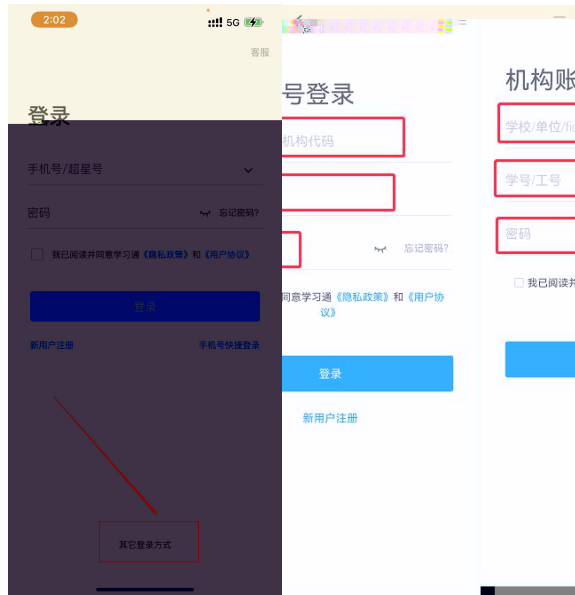 2:02
5G
客服
登录
手机号/超星号
密码
忘记密码?
我已阅读并同意学习通《隐私政策》和《用户协议》
登录
新用户注册
手机号快捷登录
其它登录方式
号登录
机构代码
忘记密码?
同意学习通《隐私政策》和《用户协
议》
登录
新用户注册
机构账
学校/单位/fid
学号/工号
密码
我已阅读并